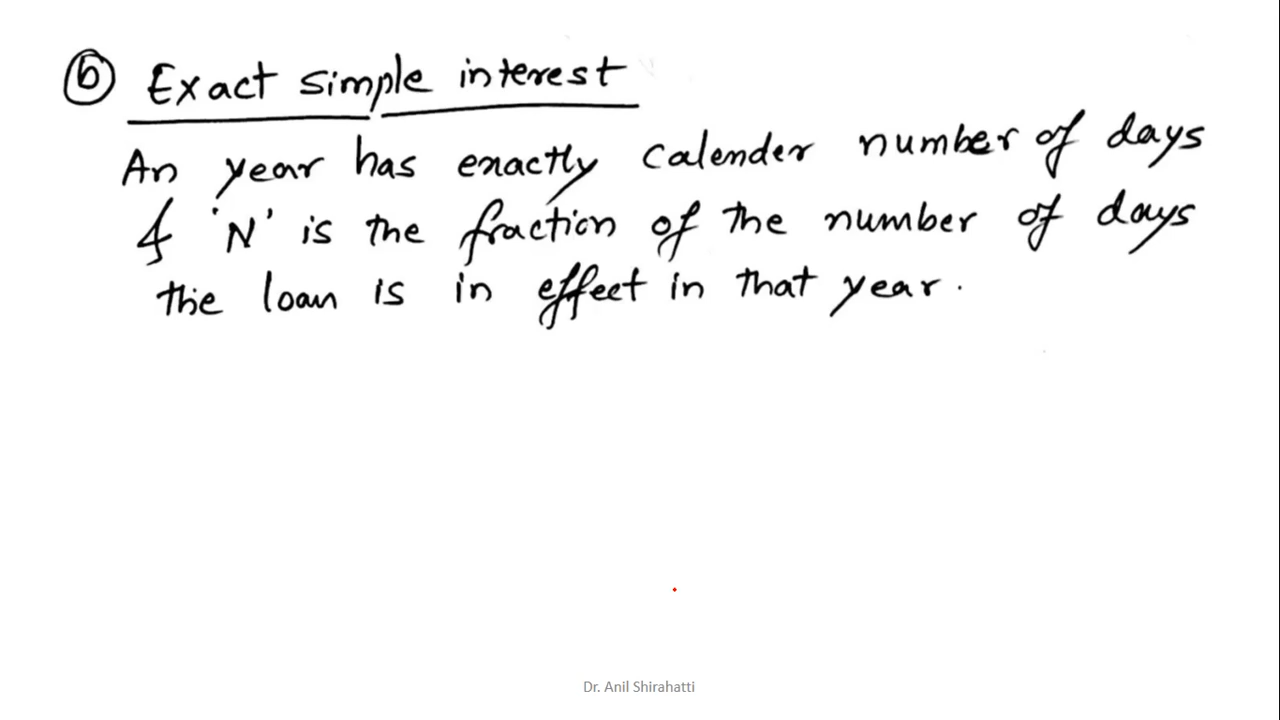 ⓑ Exact simple interest
An year has exactly calender number of days
& 'N' is the fraction of the number of days
the loan is in effect in that year.
Dr. Anil Shirahatti